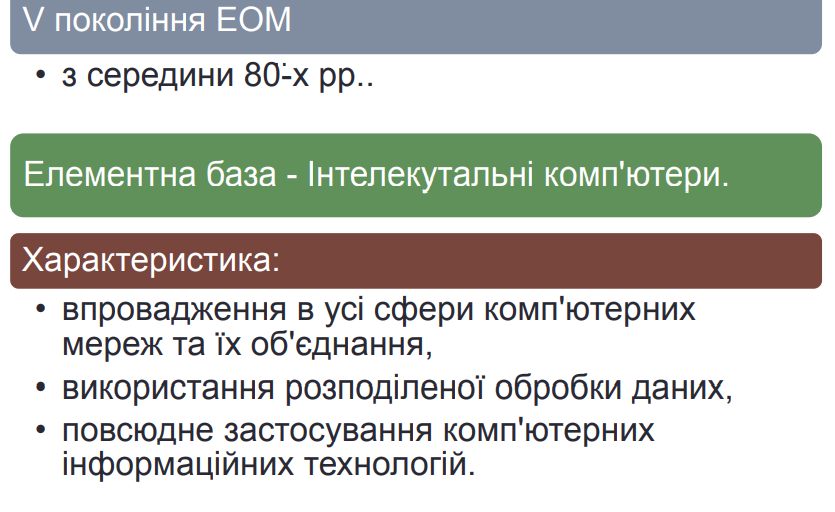 V покоління ЕОМ
• з середини 80-х рр..
Елементна база - Інтелекутальні комп'ютери.
Характеристика:
• впровадження в усі сфери комп'ютерних
мереж та їх об'єднання,
• використання розподіленої обробки даних,
• повсюдне застосування комп'ютерних
інформаційних технологій.